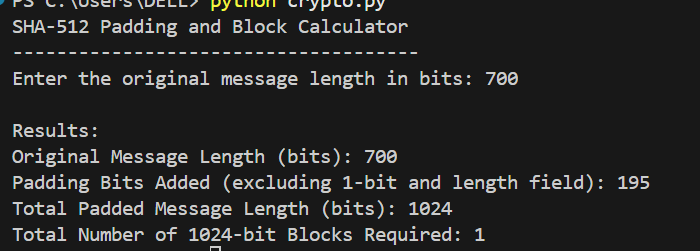 PS C:\Users\DELL> python crypto.py
SHA-512 Padding and Block Calculator
------------------------------------
Enter the original message length in bits: 700
Results:
Original Message Length (bits): 700
Padding Bits Added (excluding 1-bit and length field): 195
Total Padded Message Length (bits): 1024
Total Number of 1024-bit Blocks Required: 1